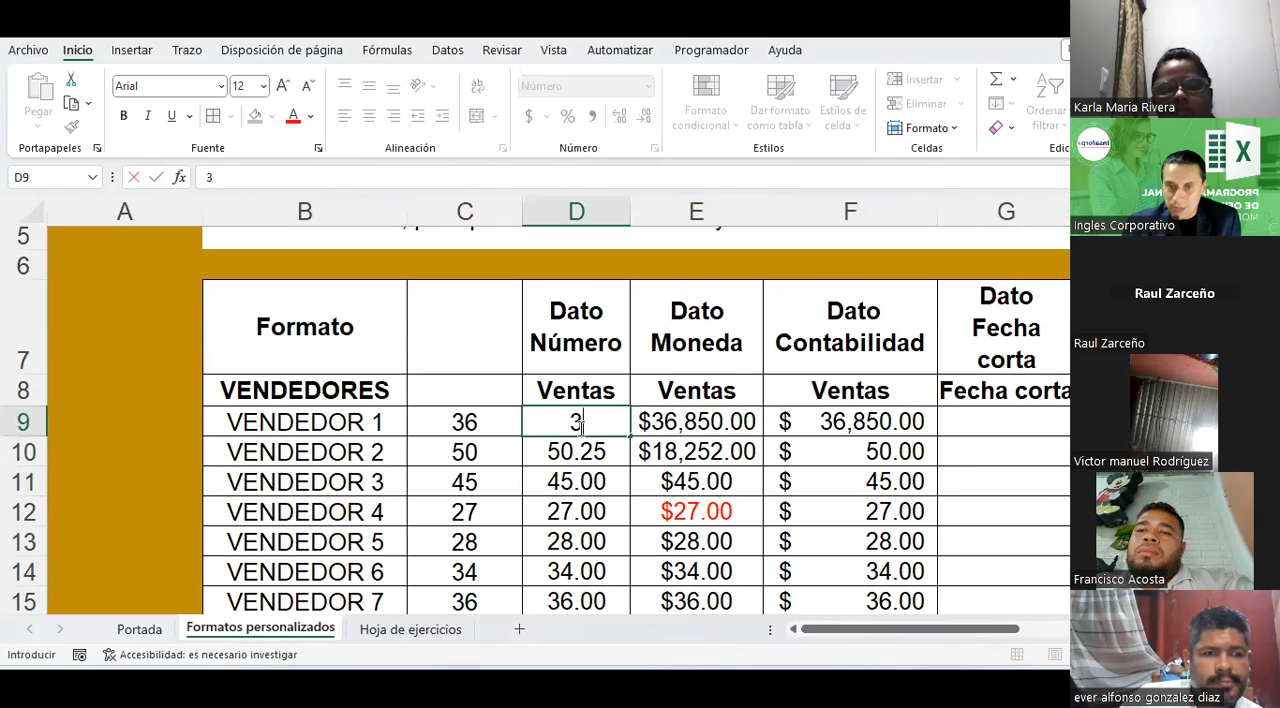 Archivo Inicio Insertar Trazo Disposición de página Fórmulas Datos Revisar Vista Automatizar Programador Ayuda
Pegar
Arial 12
Número
Formato condicional
Dar formato como tabla
Estilos de celda
Insertar
Eliminar
Formato
Ordenar
filtrar
Portapapeles Fuente Alineación Número Estilos Celdas
D9 fx 3
A B C D E F G
5
6
7 Formato Dato Número Dato Moneda Dato Contabilidad Dato Fecha corta
8 VENDEDORES Ventas Ventas Ventas Fecha corta
9 VENDEDOR 1 36 3 $36,850.00 $ 36,850.00
10 VENDEDOR 2 50 50.25 $18,252.00 $ 50.00
11 VENDEDOR 3 45 45.00 $45.00 $ 45.00
12 VENDEDOR 4 27 27.00 $27.00 $ 27.00
13 VENDEDOR 5 28 28.00 $28.00 $ 28.00
14 VENDEDOR 6 34 34.00 $34.00 $ 34.00
15 VENDEDOR 7 36 36.00 $36.00 $ 36.00
Portada Formatos personalizados Hoja de ejercicios
Introducir Accesibilidad: es necesario investigar
Karla Maria Rivera
Ingles Corporativo
Raul Zarceño
Raul Zarceño
Victor manuel Rodríguez
Francisco Acosta
ever alfonso gonzalez diaz